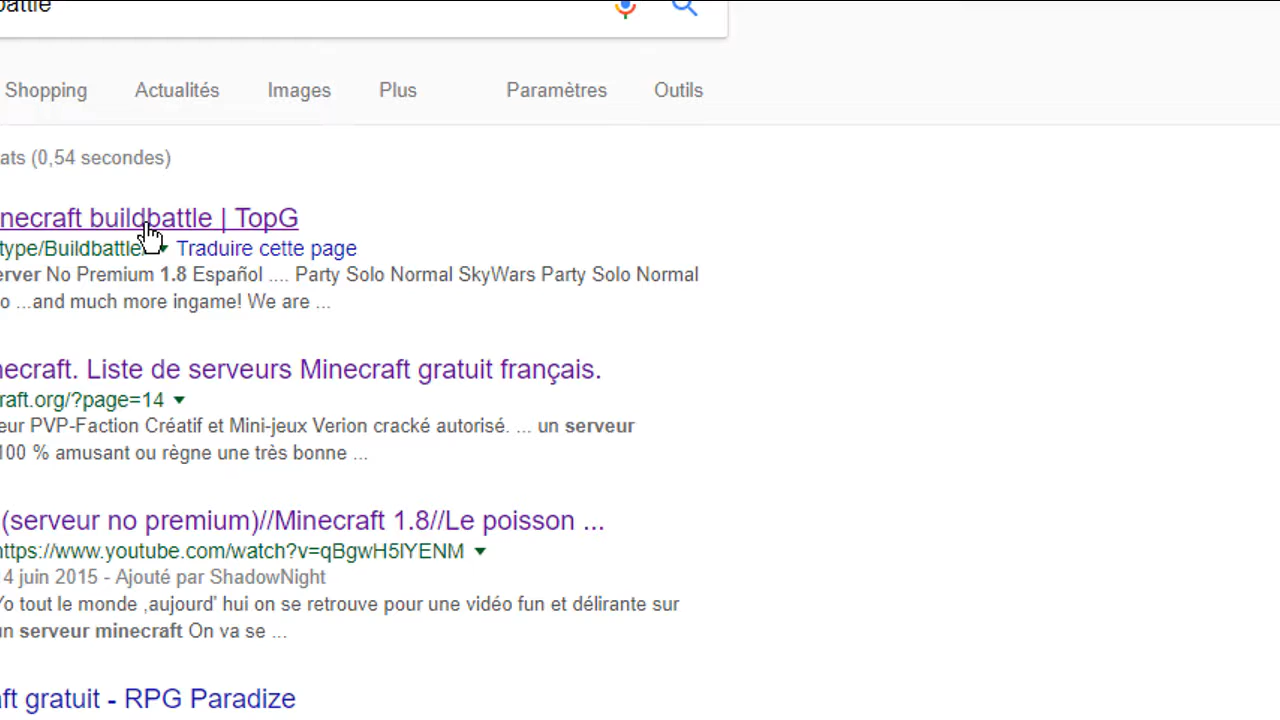 battle
Shopping Actualités Images Plus Paramètres Outils
ats (0,54 secondes)
necraft buildbattle | TopG
type/Buildbattle Traduire cette page
erver No Premium 1.8 Español .... Party Solo Normal SkyWars Party Solo Normal
o ...and much more ingame! We are ...
necraft. Liste de serveurs Minecraft gratuit français.
raft.org/?page=14
eur PVP-Faction Créatif et Mini-jeux Verion cracké autorisé. ... un serveur
100 % amusant ou règne une très bonne ...
(serveur no premium)//Minecraft 1.8//Le poisson ...
https://www.youtube.com/watch?v=qBgwH5lYENM
4 juin 2015 - Ajouté par ShadowNight
Yo tout le monde ,aujourd' hui on se retrouve pour une vidéo fun et délirante sur
un serveur minecraft On va se ...
ft gratuit - RPG Paradize